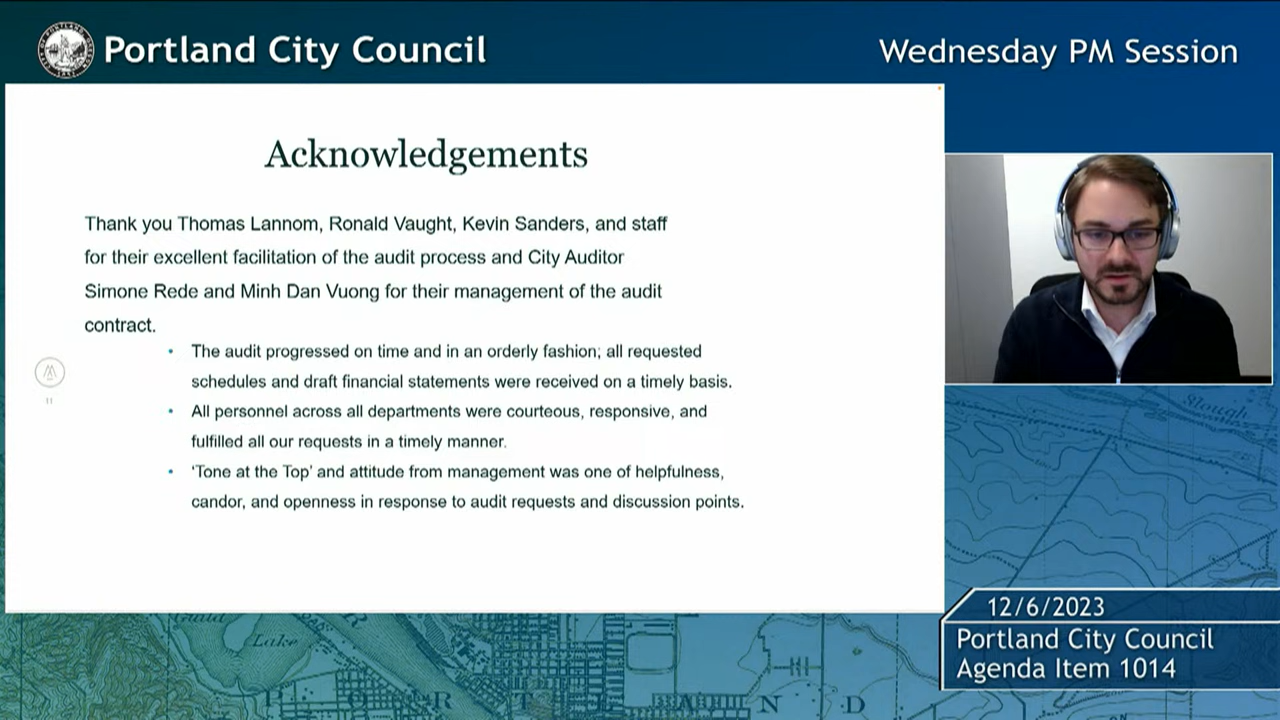 Portland City Council
Wednesday PM Session
Acknowledgements
Thank you Thomas Lannom, Ronald Vaught, Kevin Sanders, and staff
for their excellent facilitation of the audit process and City Auditor
Simone Rede and Minh Dan Vuong for their management of the audit
contract.
• The audit progressed on time and in an orderly fashion; all requested
schedules and draft financial statements were received on a timely basis.
• All personnel across all departments were courteous, responsive, and
fulfilled all our requests in a timely manner.
• ‘Tone at the Top’ and attitude from management was one of helpfulness,
candor, and openness in response to audit requests and discussion points.
11
Slough
12/6/2023
Portland City Council
Agenda Item 1014
Guild
Lake
R T L A N D